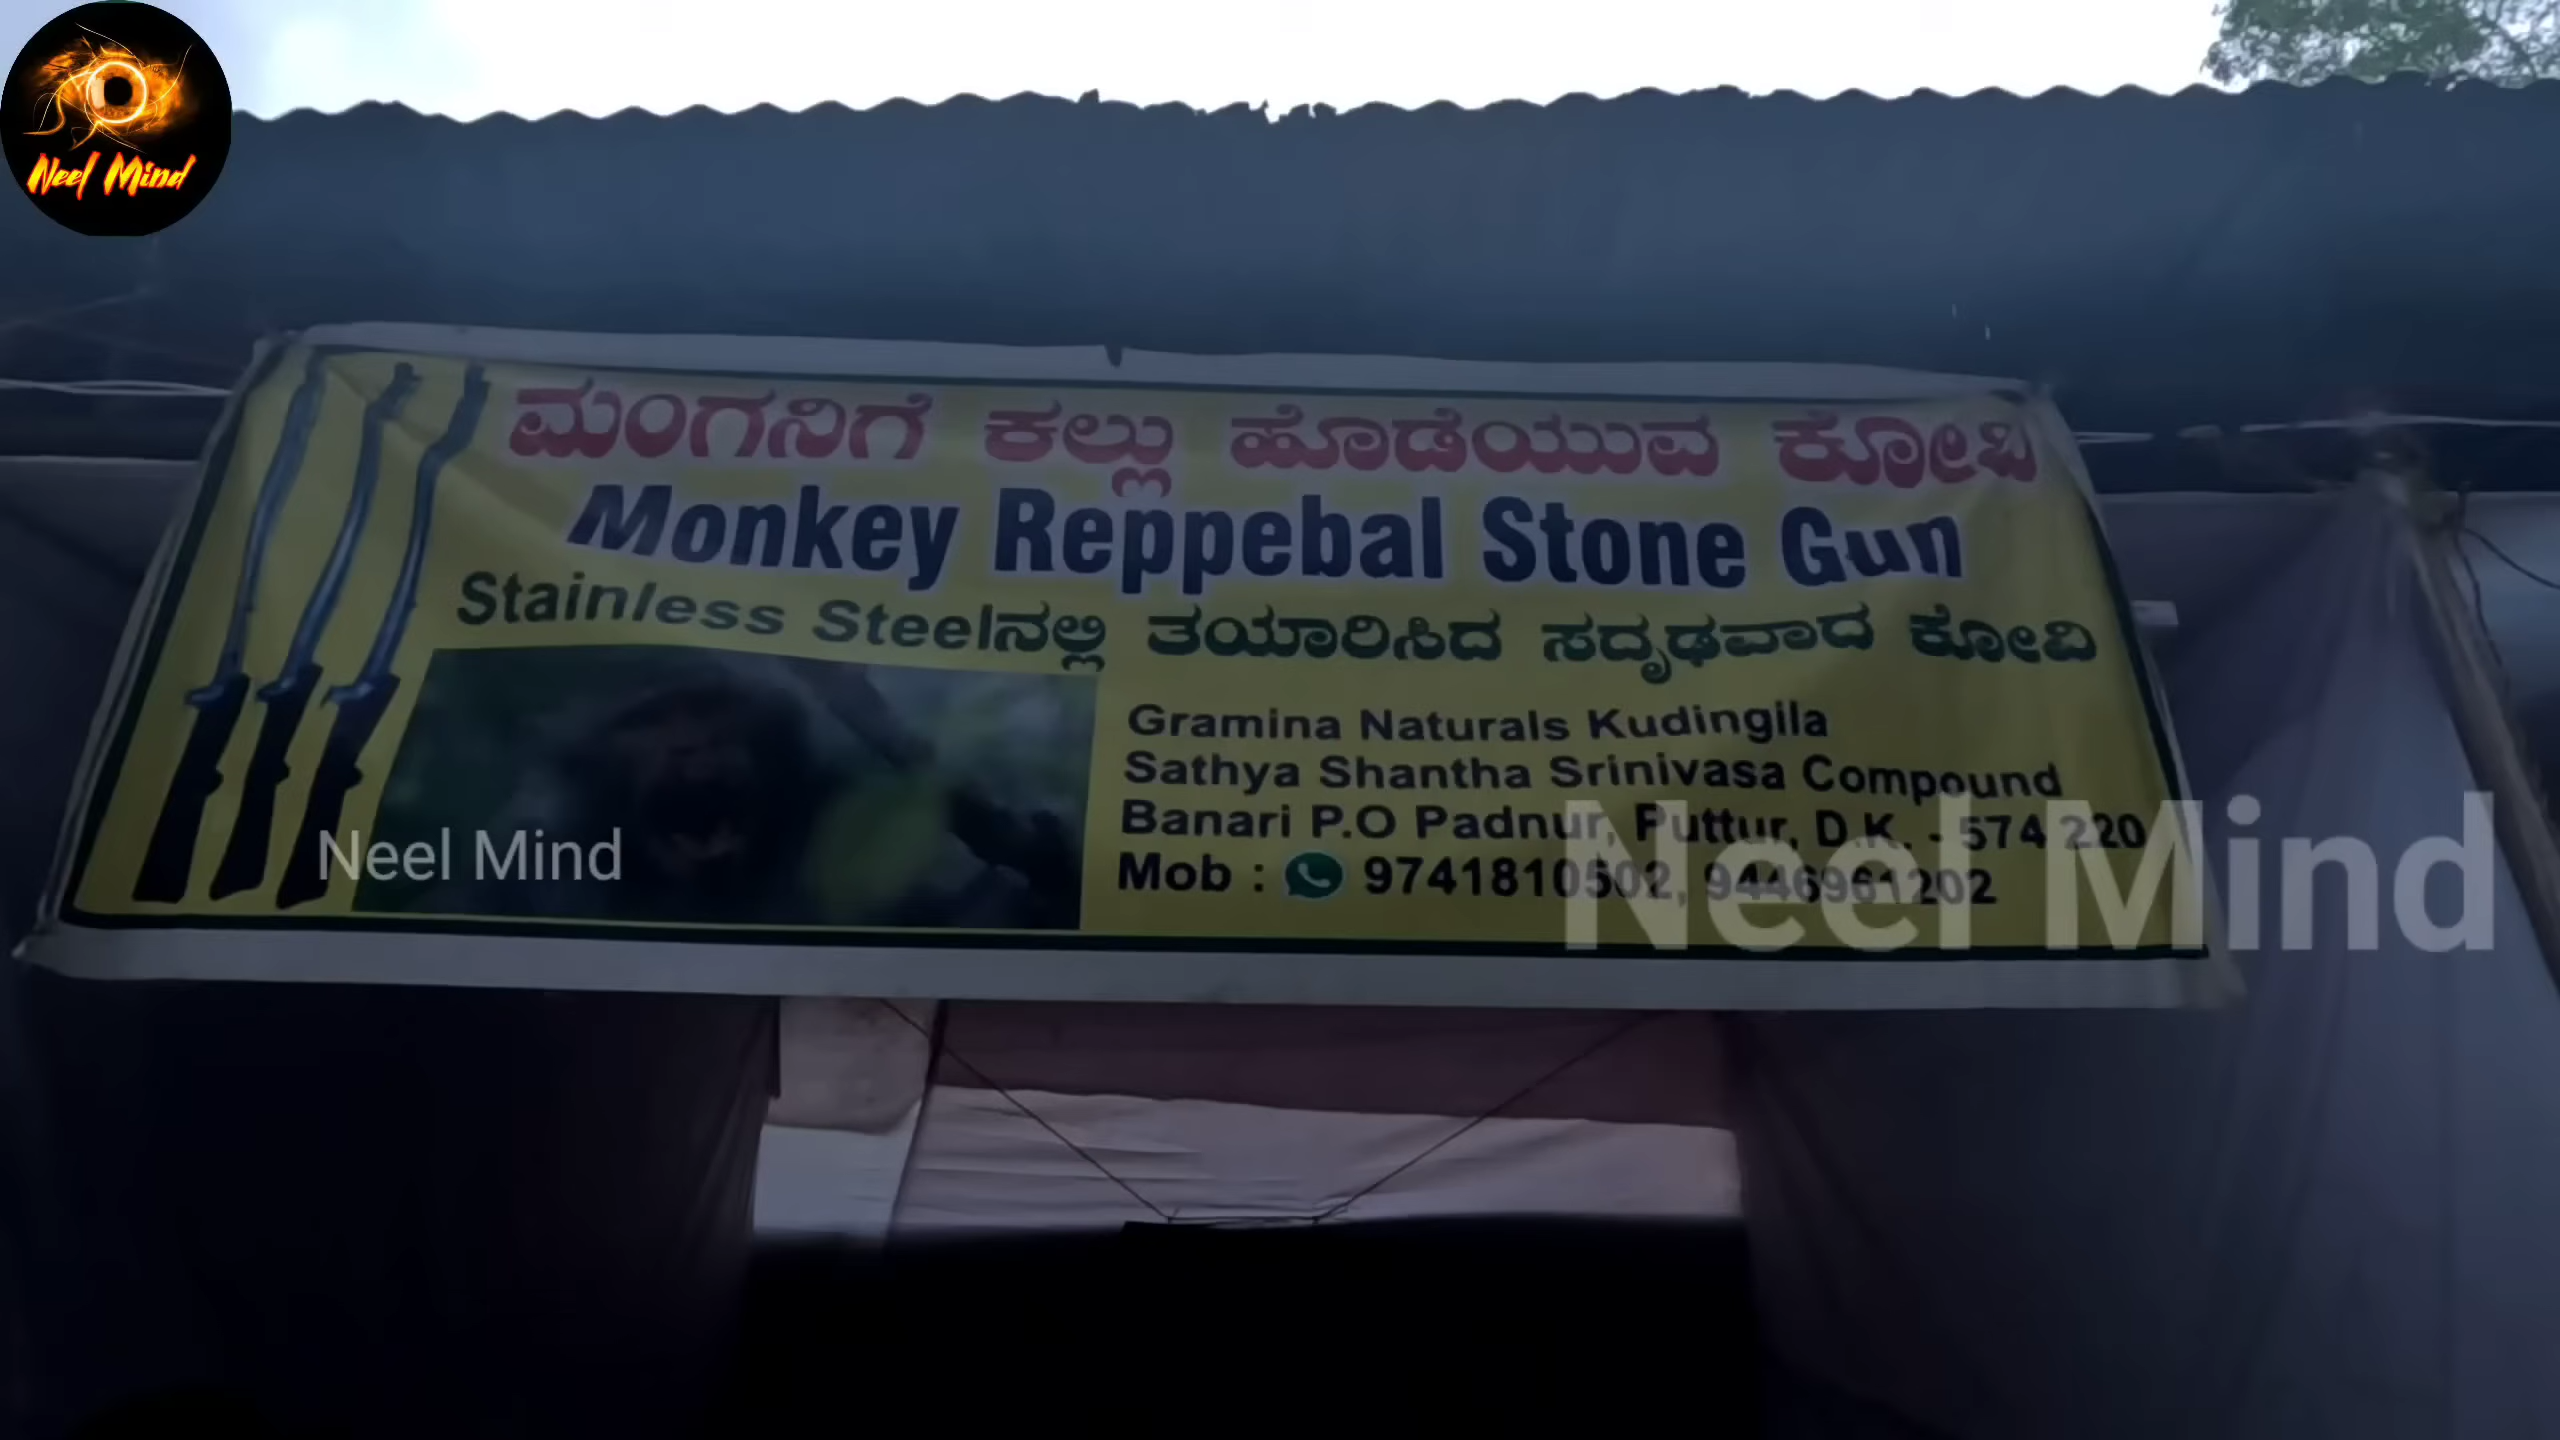 Neel Mind
ಮಂಗನಿಗೆ ಕಲ್ಲು ಹೊಡೆಯುವ ಕೋವಿ
Monkey Reppebal Stone Gun
Stainless Steelನಲ್ಲಿ ತಯಾರಿಸಿದ ಸದೃಢವಾದ ಕೋವಿ
Gramina Naturals Kudingila
Sathya Shantha Srinivasa Compound
Banari P.O Padnur, Puttur, D.K. - 574 220
Mob : 9741810502, 9446961202
Neel Mind
Neel Mind